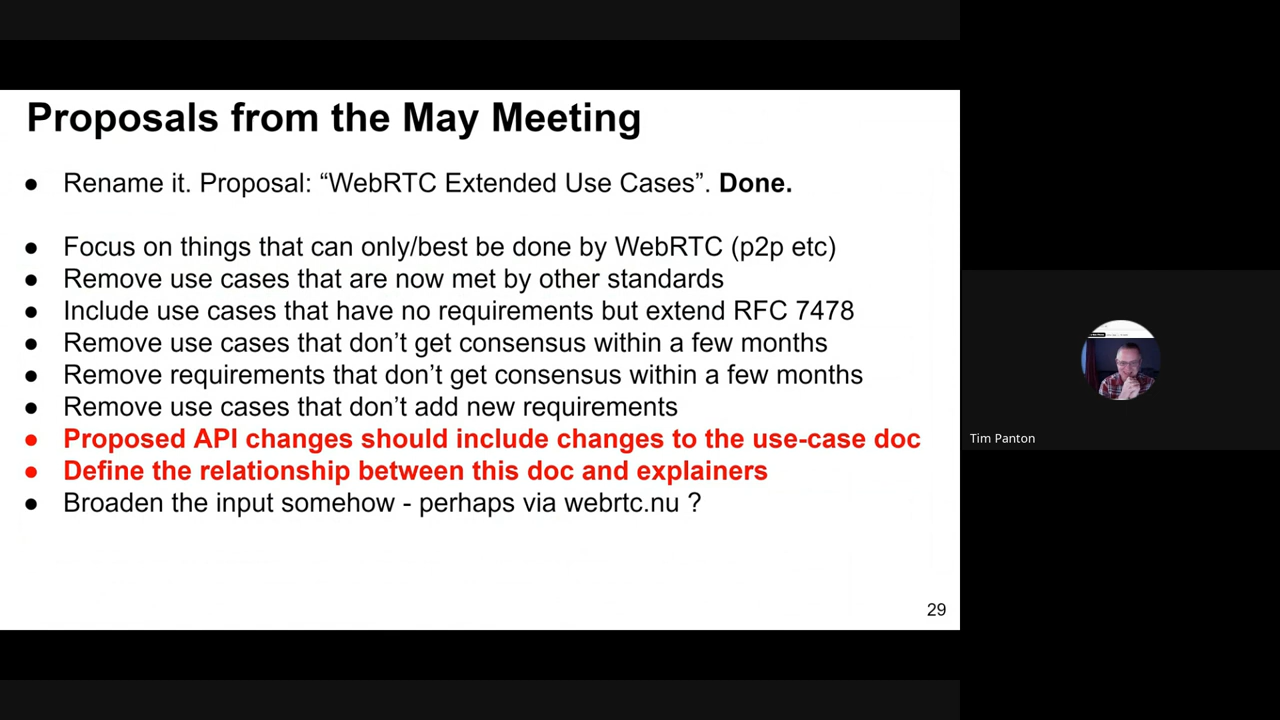 Proposals from the May Meeting
● Rename it. Proposal: “WebRTC Extended Use Cases”. Done.
● Focus on things that can only/best be done by WebRTC (p2p etc)
● Remove use cases that are now met by other standards
● Include use cases that have no requirements but extend RFC 7478
● Remove use cases that don’t get consensus within a few months
● Remove requirements that don’t get consensus within a few months
● Remove use cases that don’t add new requirements
● Proposed API changes should include changes to the use-case doc
● Define the relationship between this doc and explainers
● Broaden the input somehow - perhaps via webrtc.nu ?
29
Tim Panton